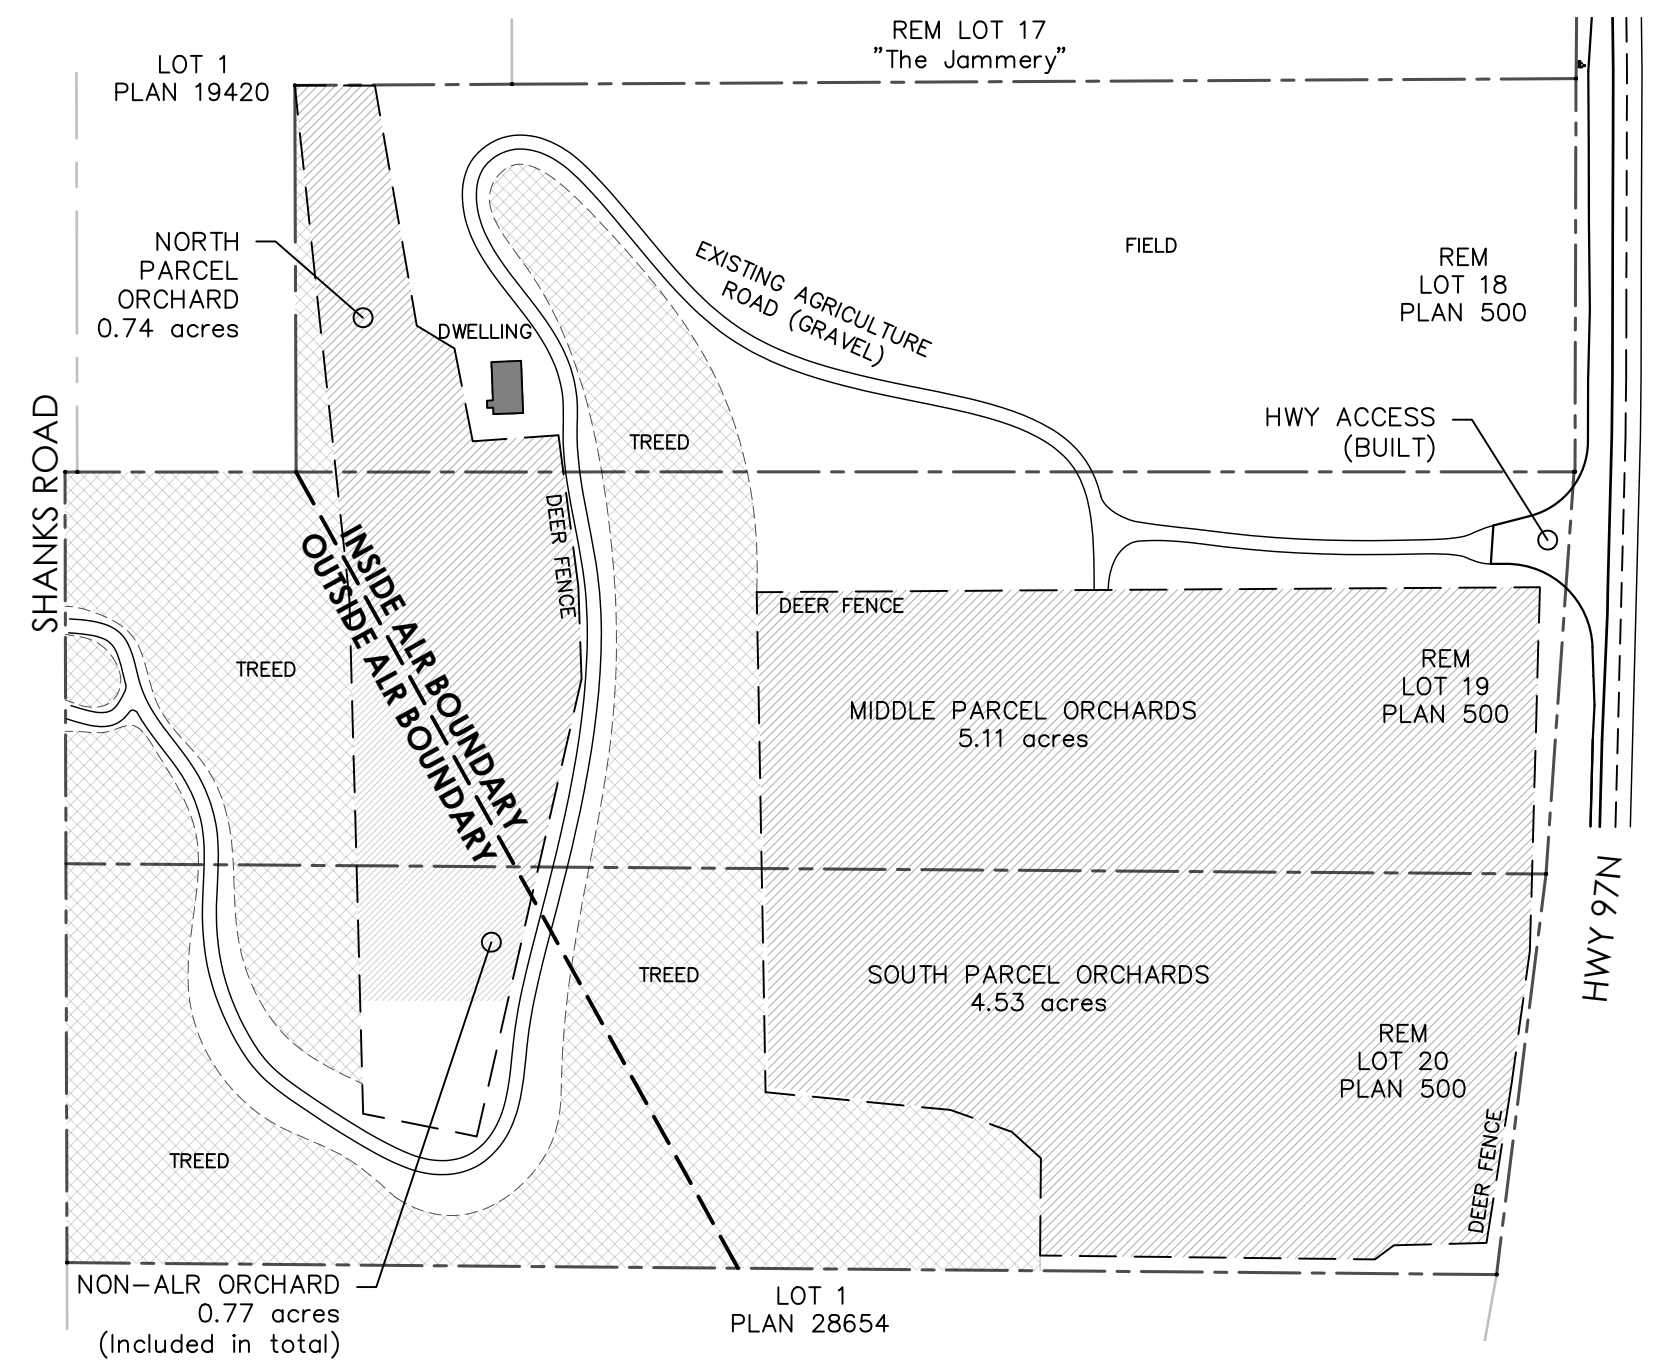 REM LOT 17
"The Jammery"
LOT 1
PLAN 19420
NORTH
PARCEL
ORCHARD
0.74 acres
DWELLING
EXISTING AGRICULTURE
ROAD (GRAVEL)
FIELD
REM
LOT 18
PLAN 500
HWY ACCESS
(BUILT)
TREED
SHANKS ROAD
DEER FENCE
INSIDE ALR BOUNDARY
OUTSIDE ALR BOUNDARY
TREED
DEER FENCE
REM
LOT 19
PLAN 500
MIDDLE PARCEL ORCHARDS
5.11 acres
HWY 97N
TREED
SOUTH PARCEL ORCHARDS
4.53 acres
REM
LOT 20
PLAN 500
DEER FENCE
TREED
NON-ALR ORCHARD
0.77 acres
(Included in total)
LOT 1
PLAN 28654